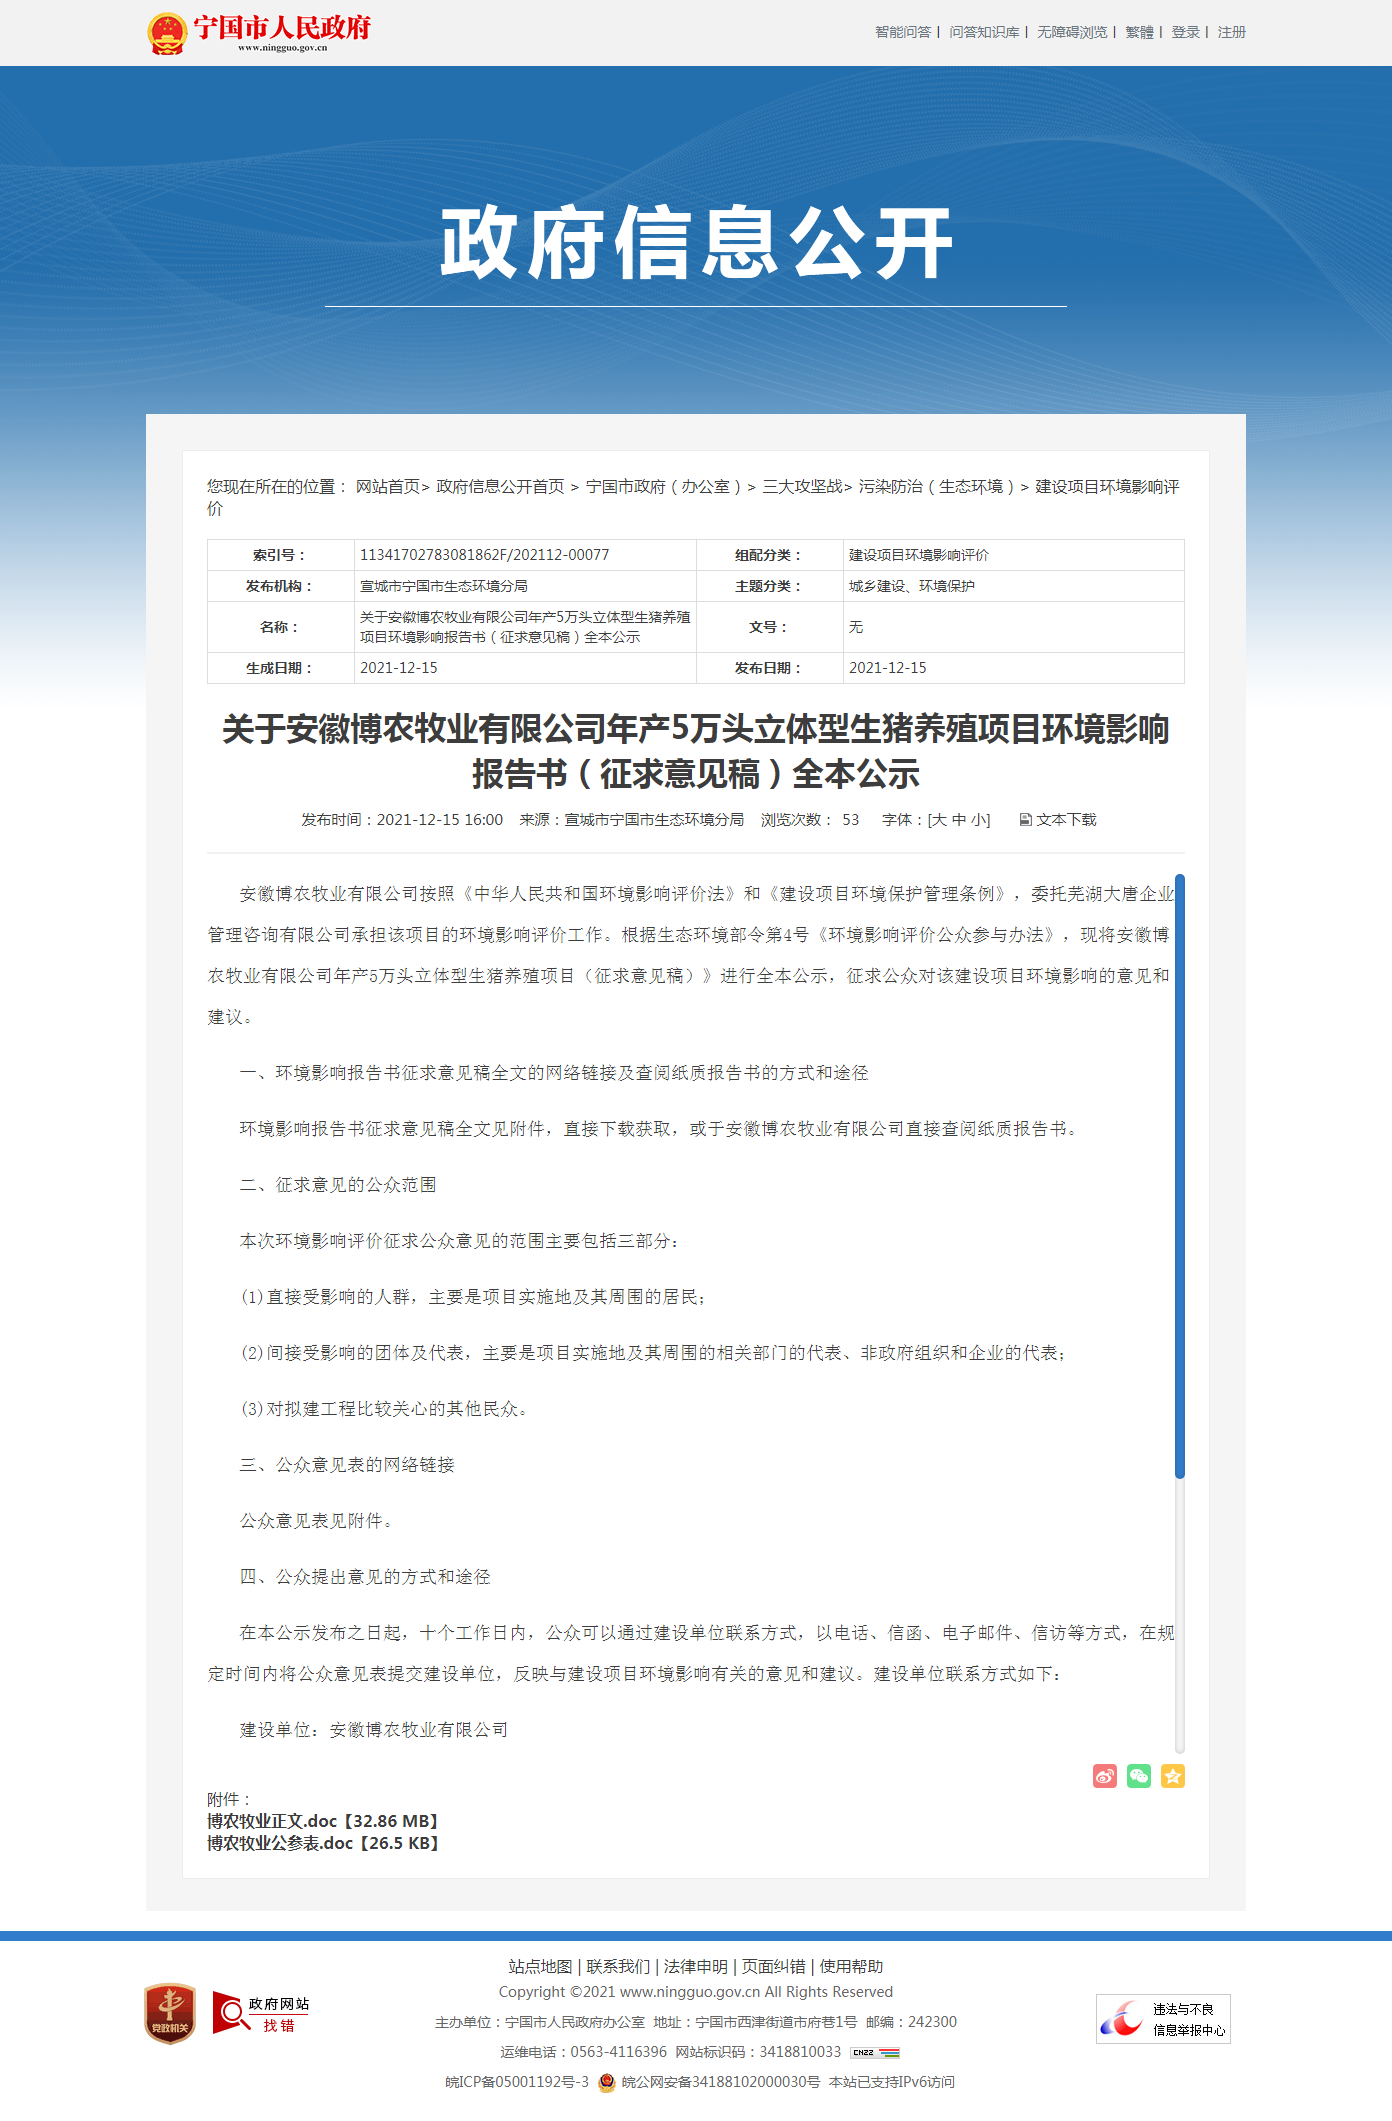 宁国市人民政府
www.ningguo.gov.cn
智能问答 | 问答知识库 | 无障碍浏览 | 繁體 | 登录 | 注册
政府信息公开
您现在所在的位置： 网站首页> 政府信息公开首页 > 宁国市政府（办公室）> 三大攻坚战> 污染防治（生态环境）> 建设项目环境影响评
价
索引号： 11341702783081862F/202112-00077 组配分类： 建设项目环境影响评价
发布机构： 宣城市宁国市生态环境分局 主题分类： 城乡建设、环境保护
名称： 关于安徽博农牧业有限公司年产5万头立体型生猪养殖
项目环境影响报告书（征求意见稿）全本公示 文号： 无
生成日期： 2021-12-15 发布日期： 2021-12-15
关于安徽博农牧业有限公司年产5万头立体型生猪养殖项目环境影响
报告书（征求意见稿）全本公示
发布时间：2021-12-15 16:00 来源：宣城市宁国市生态环境分局 浏览次数： 53 字体：[大 中 小] 文本下载
安徽博农牧业有限公司按照《中华人民共和国环境影响评价法》和《建设项目环境保护管理条例》，委托芜湖大唐企业
管理咨询有限公司承担该项目的环境影响评价工作。根据生态环境部令第4号《环境影响评价公众参与办法》，现将安徽博
农牧业有限公司年产5万头立体型生猪养殖项目（征求意见稿）》进行全本公示，征求公众对该建设项目环境影响的意见和
建议。
一、环境影响报告书征求意见稿全文的网络链接及查阅纸质报告书的方式和途径
环境影响报告书征求意见稿全文见附件，直接下载获取，或于安徽博农牧业有限公司直接查阅纸质报告书。
二、征求意见的公众范围
本次环境影响评价征求公众意见的范围主要包括三部分：
(1)直接受影响的人群，主要是项目实施地及其周围的居民；
(2)间接受影响的团体及代表，主要是项目实施地及其周围的相关部门的代表、非政府组织和企业的代表；
(3)对拟建工程比较关心的其他民众。
三、公众意见表的网络链接
公众意见表见附件。
四、公众提出意见的方式和途径
在本公示发布之日起，十个工作日内，公众可以通过建设单位联系方式，以电话、信函、电子邮件、信访等方式，在规
定时间内将公众意见表提交建设单位，反映与建设项目环境影响有关的意见和建议。建设单位联系方式如下：
建设单位：安徽博农牧业有限公司
附件：
博农牧业正文.doc【32.86 MB】
博农牧业公参表.doc【26.5 KB】
站点地图 | 联系我们 | 法律申明 | 页面纠错 | 使用帮助
Copyright ©2021 www.ningguo.gov.cn All Rights Reserved
主办单位：宁国市人民政府办公室 地址：宁国市西津街道市府巷1号 邮编：242300
运维电话：0563-4116396 网站标识码：3418810033 CNZZ
皖ICP备05001192号-3 皖公网安备34188102000030号 本站已支持IPv6访问
党政机关
政府网站
找错
违法与不良
信息举报中心